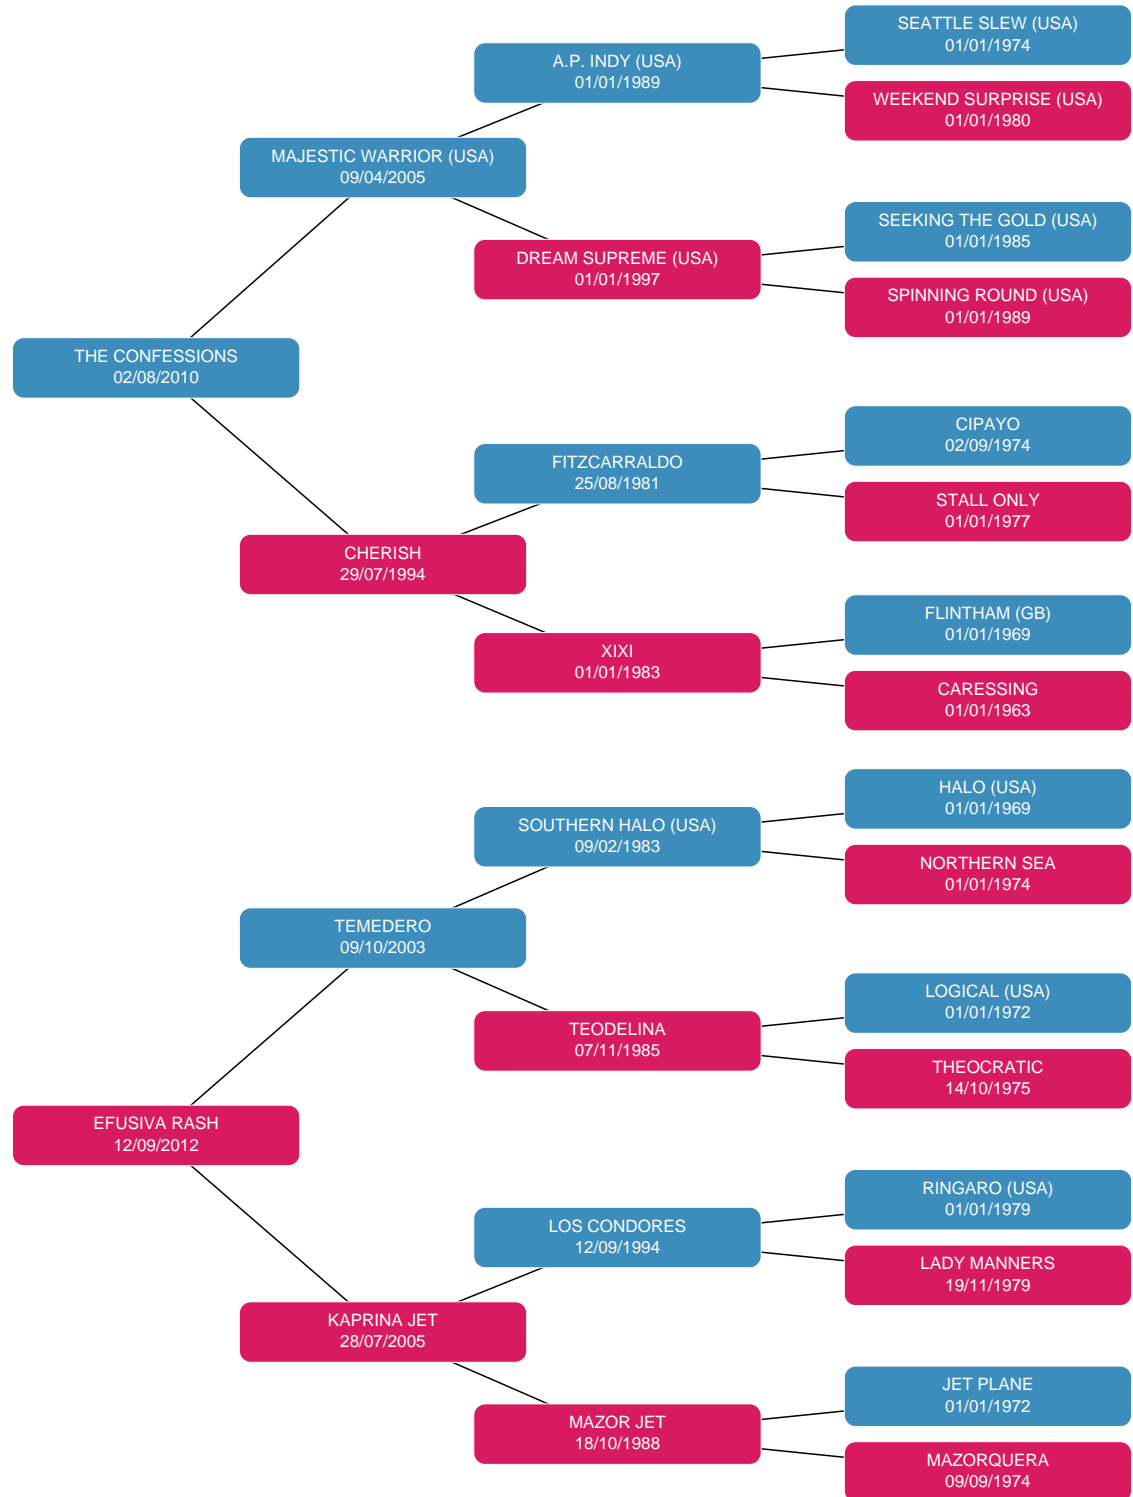 SEATTLE SLEW (USA)
01/01/1974
A.P. INDY (USA)
01/01/1989
WEEKEND SURPRISE (USA)
01/01/1980
MAJESTIC WARRIOR (USA)
09/04/2005
SEEKING THE GOLD (USA)
01/01/1985
DREAM SUPREME (USA)
01/01/1997
SPINNING ROUND (USA)
01/01/1989
THE CONFESSIONS
02/08/2010
CIPAYO
02/09/1974
FITZCARRALDO
25/08/1981
STALL ONLY
01/01/1977
CHERISH
29/07/1994
FLINTHAM (GB)
01/01/1969
XIXI
01/01/1983
CARESSING
01/01/1963
HALO (USA)
01/01/1969
SOUTHERN HALO (USA)
09/02/1983
NORTHERN SEA
01/01/1974
TEMEDERO
09/10/2003
LOGICAL (USA)
01/01/1972
TEODELINA
07/11/1985
THEOCRATIC
14/10/1975
EFUSIVA RASH
12/09/2012
RINGARO (USA)
01/01/1979
LOS CONDORES
12/09/1994
LADY MANNERS
19/11/1979
KAPRINA JET
28/07/2005
JET PLANE
01/01/1972
MAZOR JET
18/10/1988
MAZORQUERA
09/09/1974